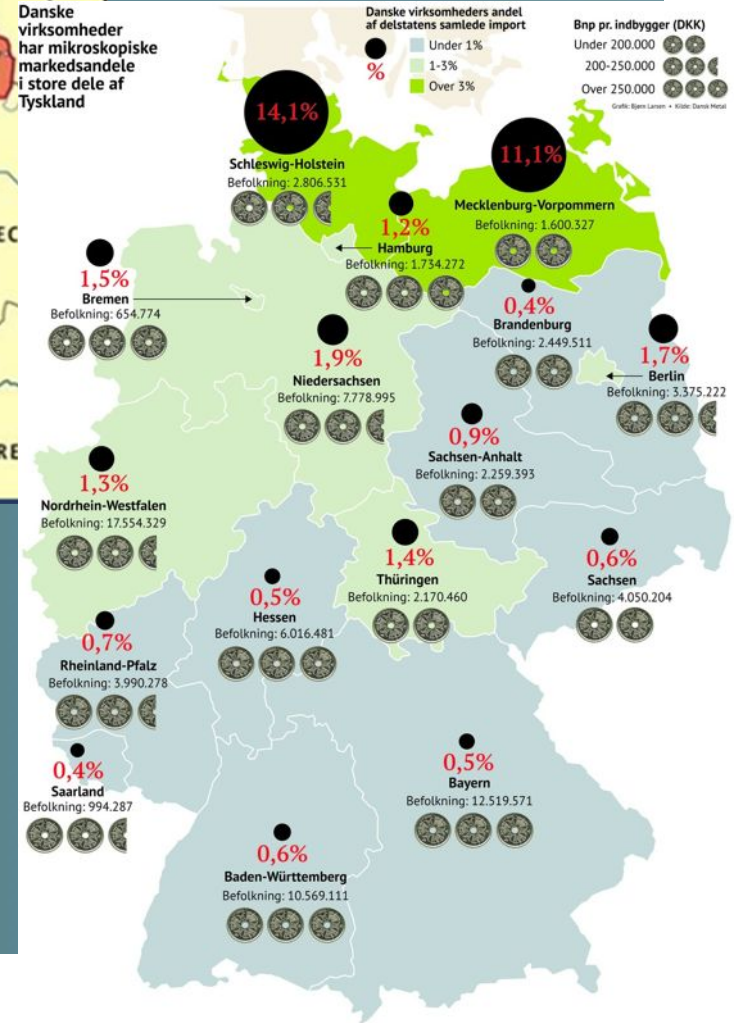 Danske
virksomheder
har mikroskopiske
markedsandele
i store dele af
Tyskland
Danske virksomheders andel
af delstatens samlede import
%
Under 1%
1-3%
Over 3%
Bnp pr. indbygger (DKK)
Under 200.000
200-250.000
Over 250.000
Grafik: Bjørn Larsen • Kilde: Dansk Metal
14,1%
Schleswig-Holstein
Befolkning: 2.806.531
11,1%
Mecklenburg-Vorpommern
Befolkning: 1.600.327
1,2%
Hamburg
Befolkning: 1.734.272
1,5%
Bremen
Befolkning: 654.774
0,4%
Brandenburg
Befolkning: 2.449.511
1,9%
Niedersachsen
Befolkning: 7.778.995
1,7%
Berlin
Befolkning: 3.375.222
0,9%
Sachsen-Anhalt
Befolkning: 2.259.393
1,3%
Nordrhein-Westfalen
Befolkning: 17.554.329
1,4%
Thüringen
Befolkning: 2.170.460
0,6%
Sachsen
Befolkning: 4.050.204
0,5%
Hessen
Befolkning: 6.016.481
0,7%
Rheinland-Pfalz
Befolkning: 3.990.278
0,4%
Saarland
Befolkning: 994.287
0,5%
Bayern
Befolkning: 12.519.571
0,6%
Baden-Württemberg
Befolkning: 10.569.111